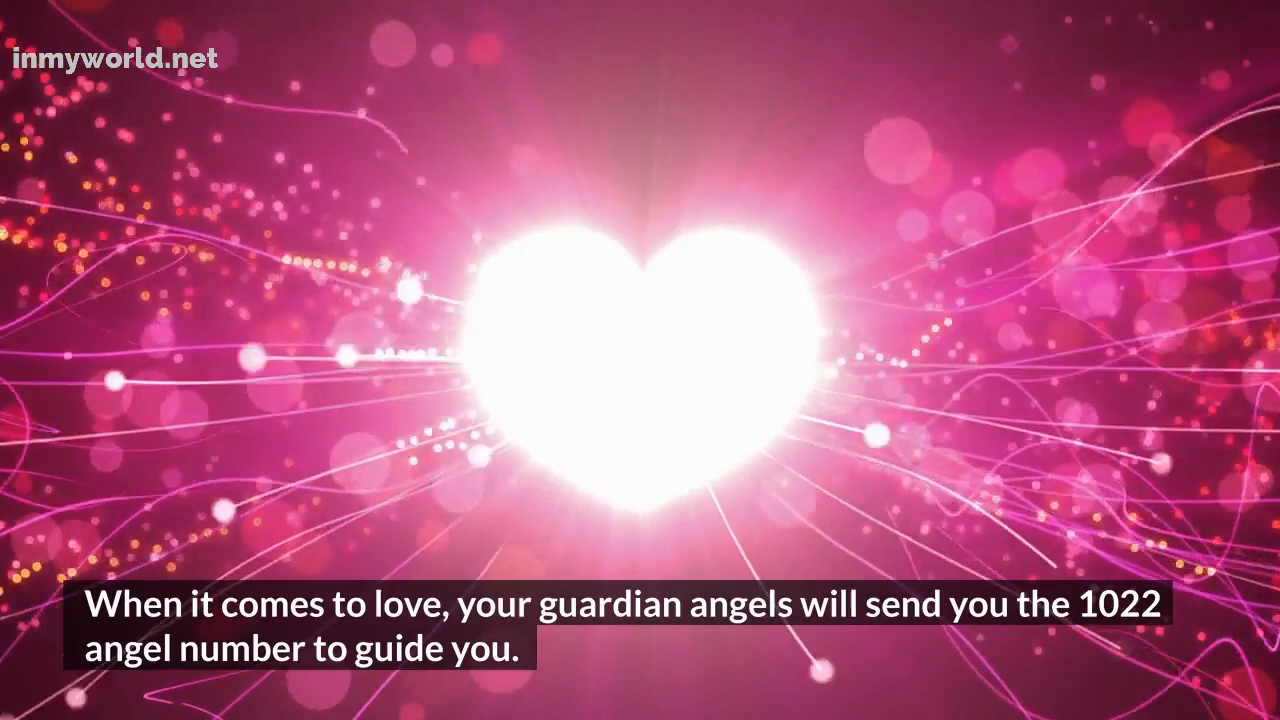 inmyworld.net
When it comes to love, your guardian angels will send you the 1022
angel number to guide you.